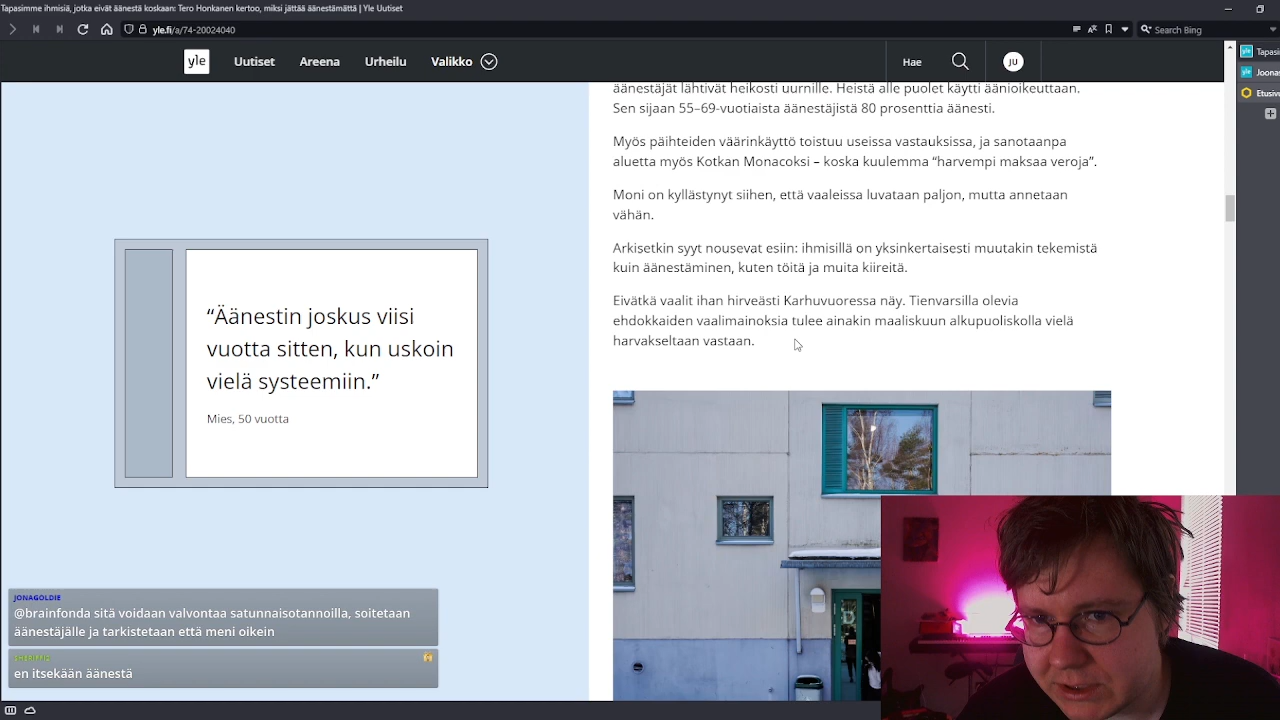 Tapasimme ihmisiä, jotka eivät äänestä koskaan: Tero Honkanen kertoo, miksi jättää äänestämättä | Yle Uutiset
yle.fi/a/74-20024040
Search Bing
yle
Uutiset
Areena
Urheilu
Valikko
Hae
JU
Tapasi
Joonas
Etusivu
äänestäjät lähtivät heikosti uurnille. Heistä alle puolet käytti äänioikeuttaan.
Sen sijaan 55–69-vuotiaista äänestäjistä 80 prosenttia äänesti.
Myös päihteiden väärinkäyttö toistuu useissa vastauksissa, ja sanotaanpa
aluetta myös Kotkan Monacoksi – koska kuulemma “harvempi maksaa veroja”.
Moni on kyllästynyt siihen, että vaaleissa luvataan paljon, mutta annetaan
vähän.
Arkisetkin syyt nousevat esiin: ihmisillä on yksinkertaisesti muutakin tekemistä
kuin äänestäminen, kuten töitä ja muita kiireitä.
Eivätkä vaalit ihan hirveästi Karhuvuoressa näy. Tienvarsilla olevia
ehdokkaiden vaalimainoksia tulee ainakin maaliskuun alkupuoliskolla vielä
harvakseltaan vastaan.
“Äänestin joskus viisi
vuotta sitten, kun uskoin
vielä systeemiin.”
Mies, 50 vuotta
JONAGOLDIE
@brainfonda sitä voidaan valvontaa satunnaisotannoilla, soitetaan
äänestäjälle ja tarkistetaan että meni oikein
en itsekään äänestä
D